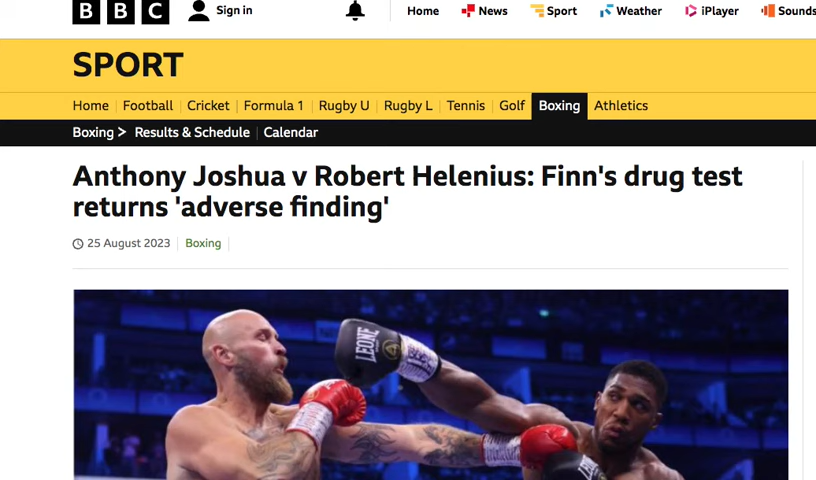 BBC Sign in Home News Sport Weather iPlayer Sounds
SPORT
Home Football Cricket Formula 1 Rugby U Rugby L Tennis Golf Boxing Athletics
Boxing > Results & Schedule Calendar
Anthony Joshua v Robert Helenius: Finn's drug test
returns 'adverse finding'
25 August 2023 Boxing
LEONE